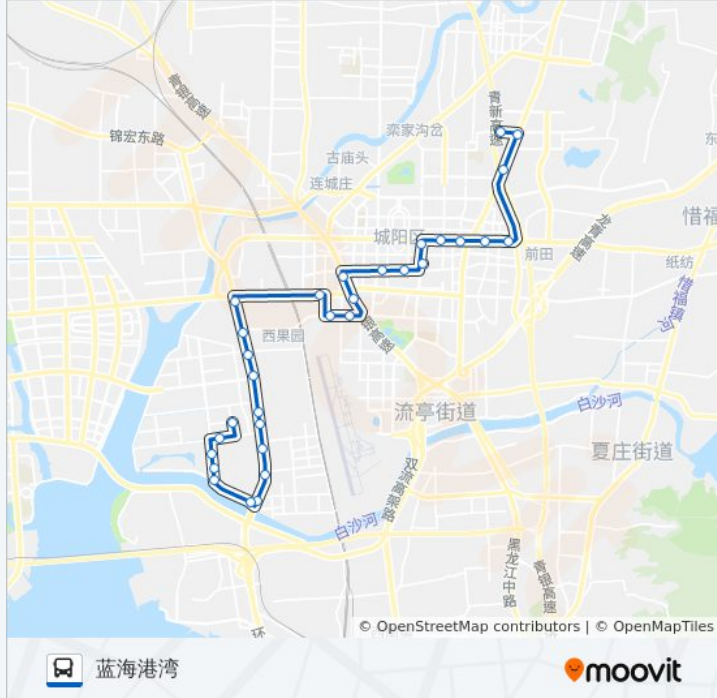 青银高速
青新高速
锦宏东路
栾家沟岔
古庙头
连城庄
城阳区
前田
龙青高速
惜福
纸纺
惜福镇河
西果园
流亭街道
白沙河
夏庄街道
双流高架路
白沙河
黑龙江中路
青银高速
环
© OpenStreetMap contributors | © OpenMapTiles
蓝海港湾
moovit